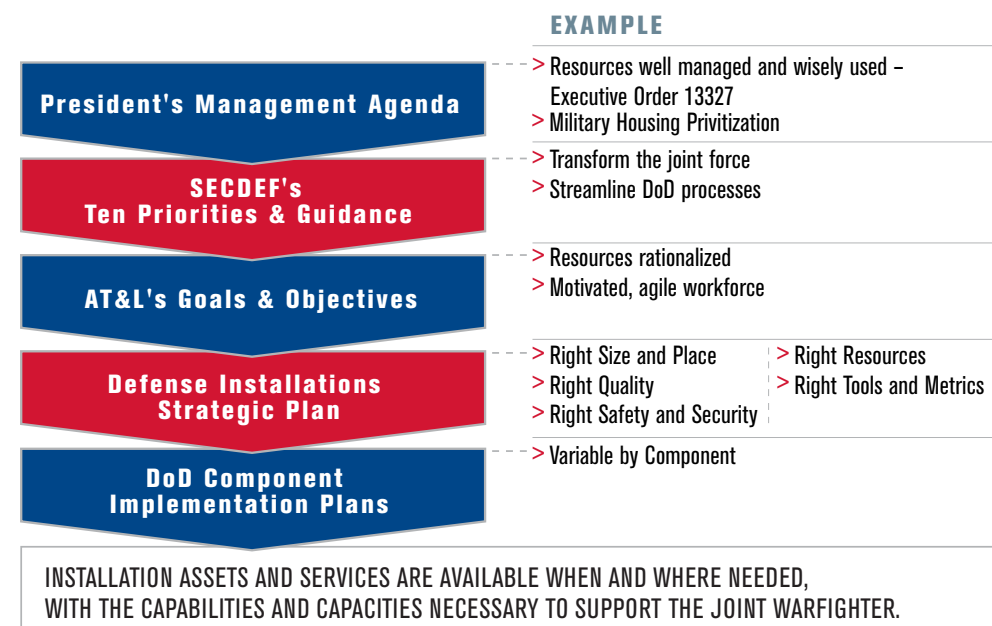 EXAMPLE
President's Management Agenda
> Resources well managed and wisely used –
Executive Order 13327
> Military Housing Privitization
SECDEF's
Ten Priorities & Guidance
> Transform the joint force
> Streamline DoD processes
AT&L's Goals & Objectives
> Resources rationalized
> Motivated, agile workforce
Defense Installations
Strategic Plan
> Right Size and Place
> Right Quality
> Right Safety and Security
> Right Resources
> Right Tools and Metrics
DoD Component
Implementation Plans
> Variable by Component
INSTALLATION ASSETS AND SERVICES ARE AVAILABLE WHEN AND WHERE NEEDED,
WITH THE CAPABILITIES AND CAPACITIES NECESSARY TO SUPPORT THE JOINT WARFIGHTER.